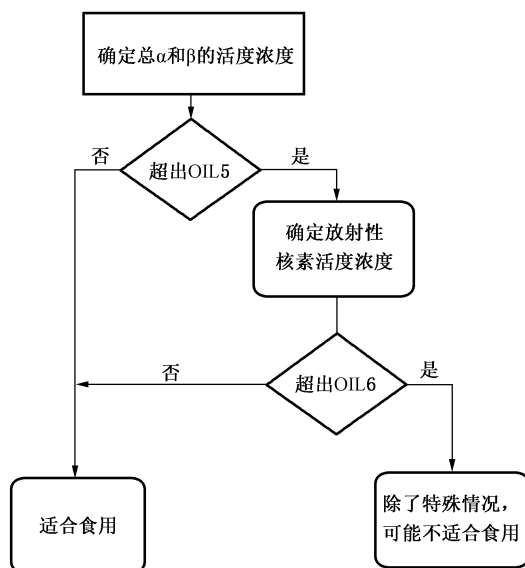 确定总α和β的活度浓度
否
超出OIL5
是
确定放射性
核素活度浓度
否
超出OIL6
是
适合食用
除了特殊情况，
可能不适合食用